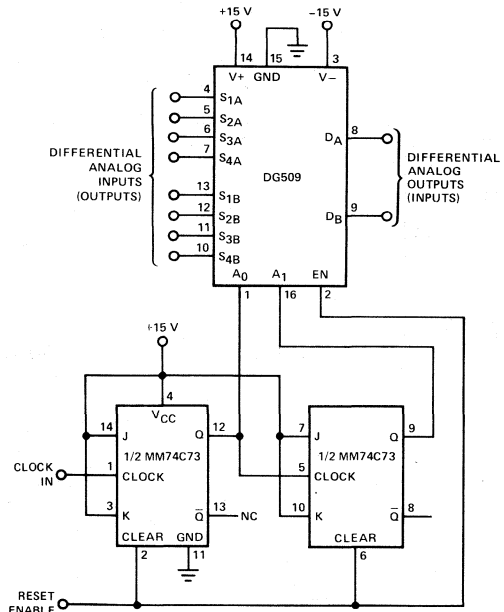 +15 V
−15 V
14
15
3
V+
GND
V−
4
S1A
5
S2A
6
S3A
7
S4A
DIFFERENTIAL
ANALOG
INPUTS
(OUTPUTS)
13
S1B
12
S2B
11
S3B
10
S4B
DG509
DA
8
DB
9
DIFFERENTIAL
ANALOG
OUTPUTS
(INPUTS)
A0
A1
EN
1
16
2
+15 V
4
VCC
14
J
Q
12
1/2 MM74C73
CLOCK
IN
1
CLOCK
3
K
Q̅
13
NC
CLEAR
GND
2
11
7
J
Q
9
1/2 MM74C73
5
CLOCK
10
K
Q̅
8
CLEAR
6
RESET
ENABLE